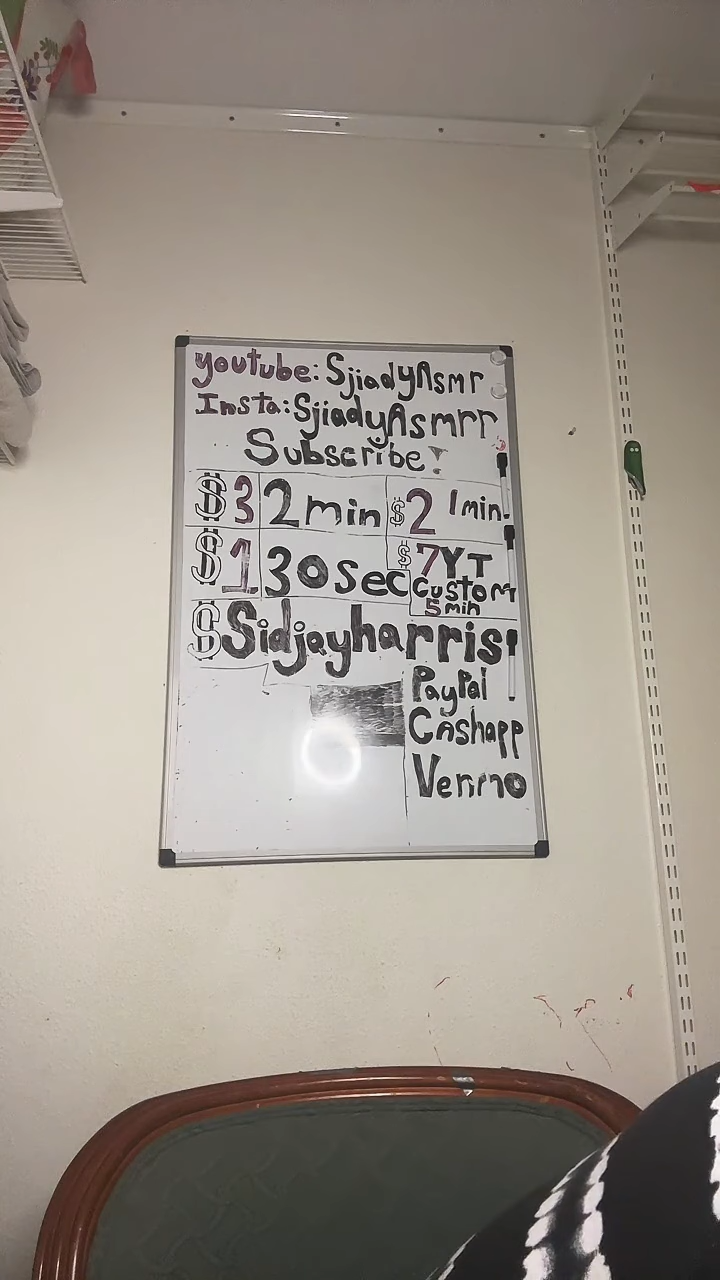 youtube: SjiadyAsmr
Insta: SjiadyAsmrr
Subscribe!
$3 2min $2 1min.
$1 30sec $7 YT
Custom
5min
$Sidjayharris!
PayPal
Cashapp
Venmo